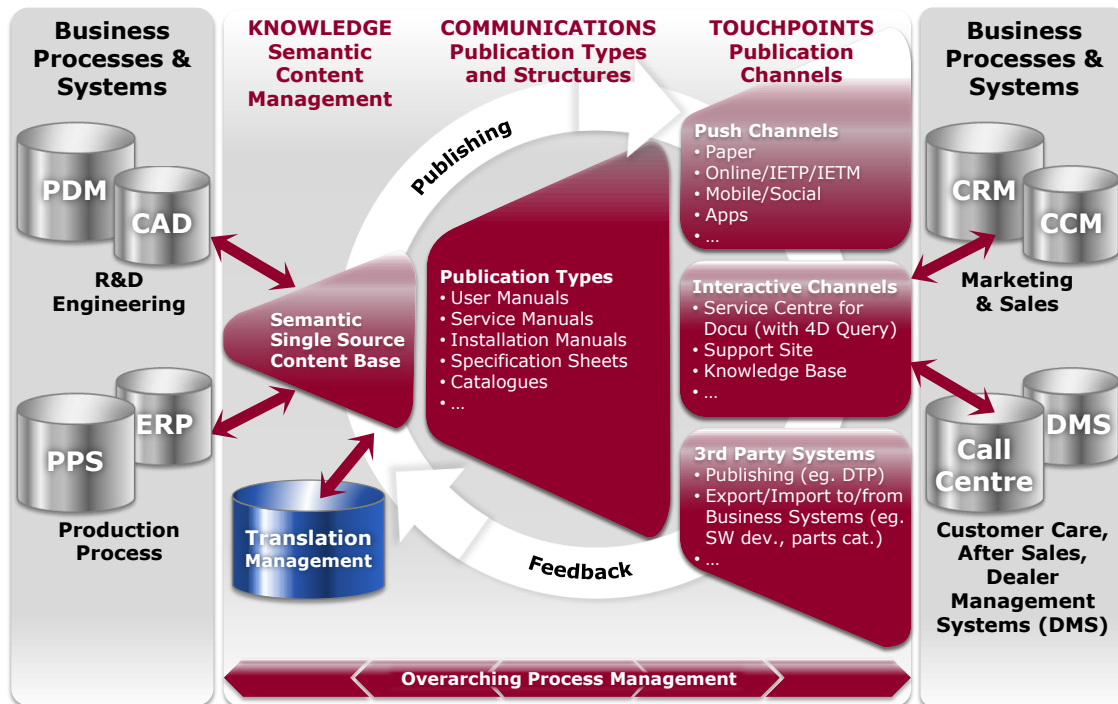 Business
Processes &
Systems
PDM
CAD
R&D
Engineering
ERP
PPS
Production
Process
KNOWLEDGE
Semantic
Content
Management
COMMUNICATIONS
Publication Types
and Structures
TOUCHPOINTS
Publication
Channels
Publishing
Semantic
Single Source
Content Base
Translation
Management
Publication Types
• User Manuals
• Service Manuals
• Installation Manuals
• Specification Sheets
• Catalogues
• ...
Feedback
Push Channels
• Paper
• Online/IETP/IETM
• Mobile/Social
• Apps
• ...
Interactive Channels
• Service Centre for
Docu (with 4D Query)
• Support Site
• Knowledge Base
• ...
3rd Party Systems
• Publishing (eg. DTP)
• Export/Import to/from
Business Systems (eg.
SW dev., parts cat.)
• ...
Overarching Process Management
Business
Processes &
Systems
CRM
CCM
Marketing
& Sales
DMS
Call
Centre
Customer Care,
After Sales,
Dealer
Management
Systems (DMS)